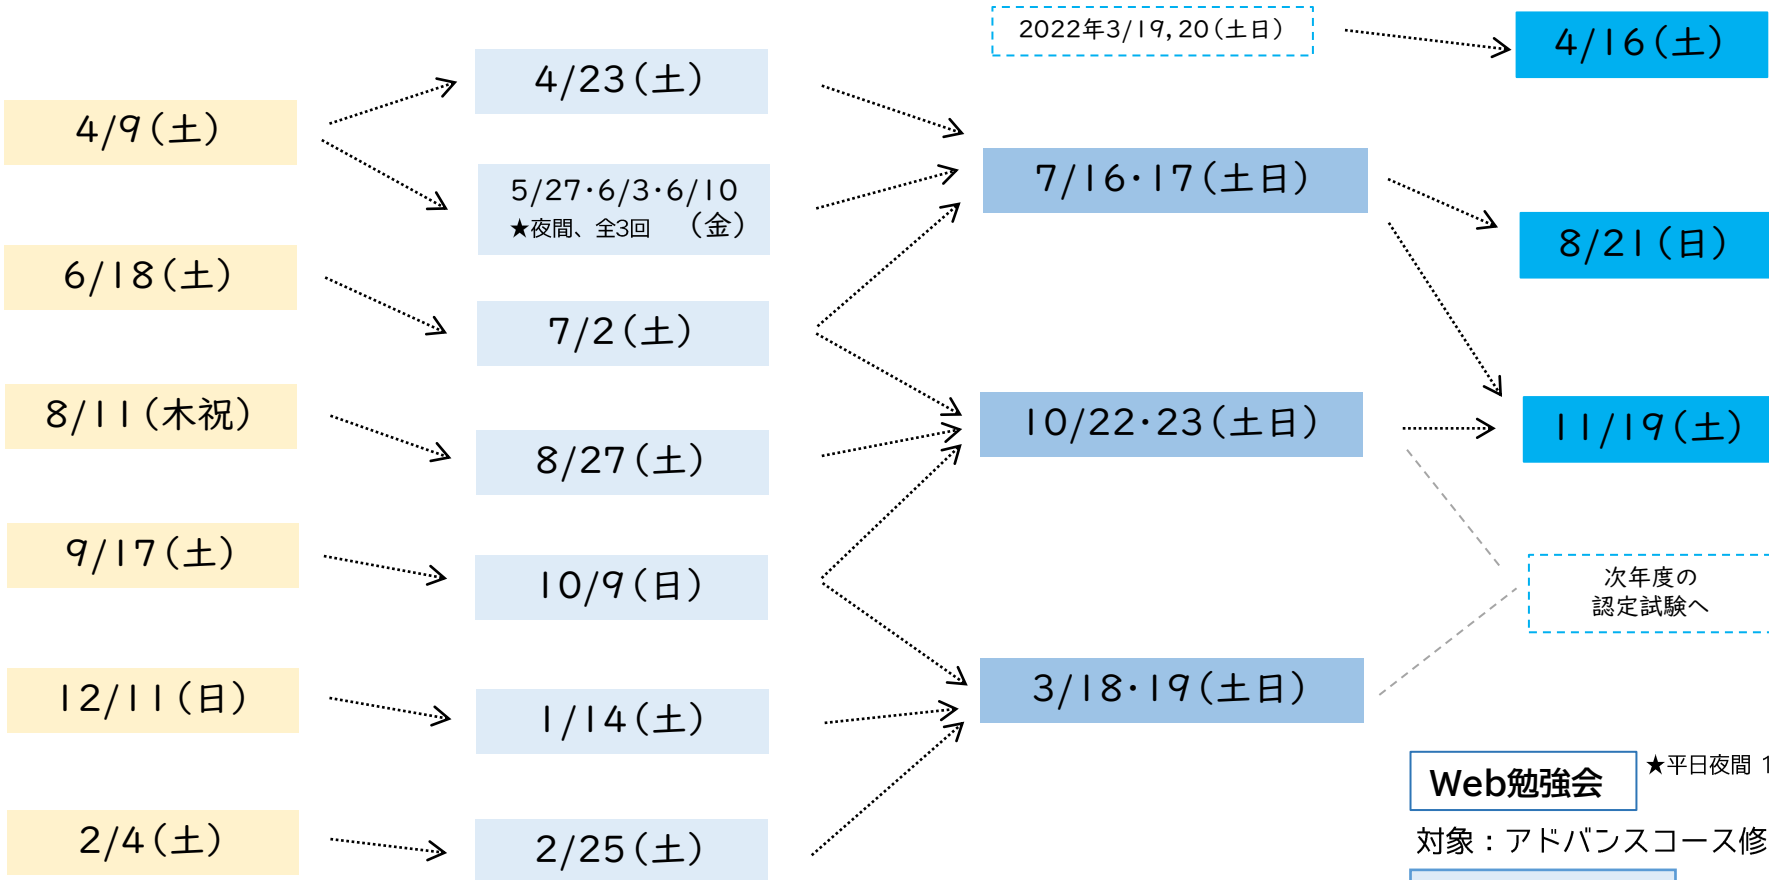 4/9(土)
6/18(土)
8/11(木祝)
9/17(土)
12/11(日)
2/4(土)
4/23(土)
5/27・6/3・6/10
★夜間、全3回 (金)
7/2(土)
8/27(土)
10/9(日)
1/14(土)
2/25(土)
2022年3/19,20(土日)
7/16・17(土日)
10/22・23(土日)
3/18・19(土日)
4/16(土)
8/21(日)
11/19(土)
次年度の
認定試験へ
Web勉強会
★平日夜間 1
対象：アドバンスコース修